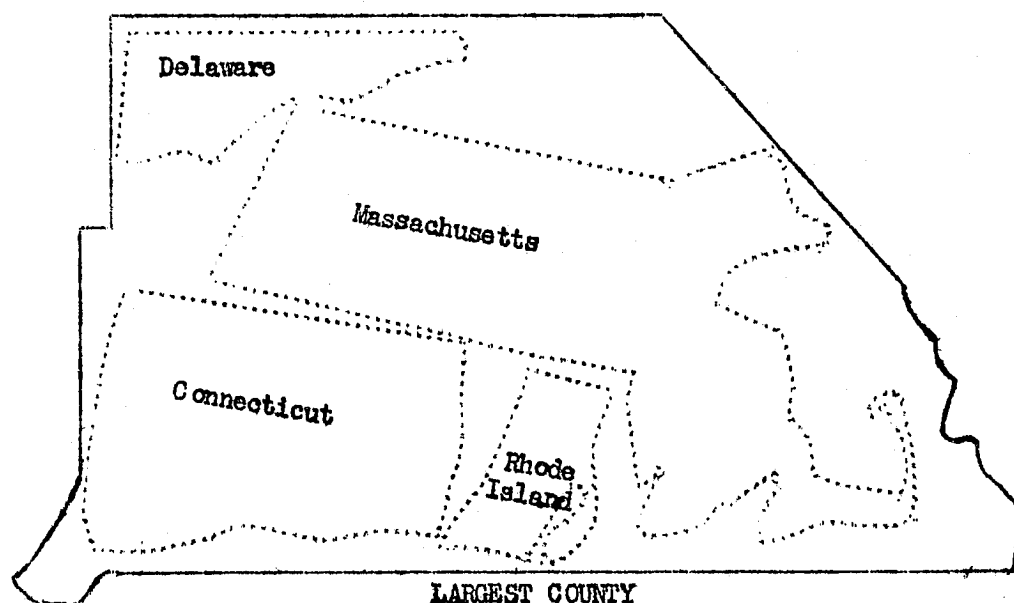 Delaware
Massachusetts
Connecticut
Rhode
Island
LARGEST COUNTY